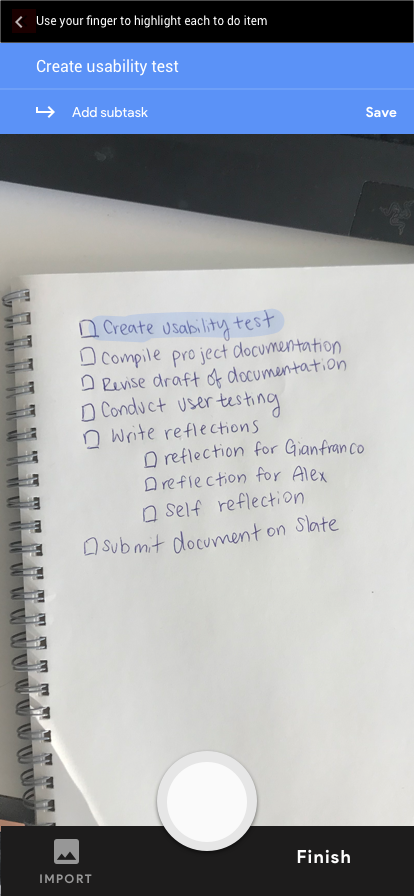 Use your finger to highlight each to do item
Create usability test
Add subtask
Save
Create usability test
Compile project documentation
Revise draft of documentation
Conduct user testing
Write reflections
reflection for Gianfranco
reflection for Alex
Self reflection
Submit document on Slate
IMPORT
Finish